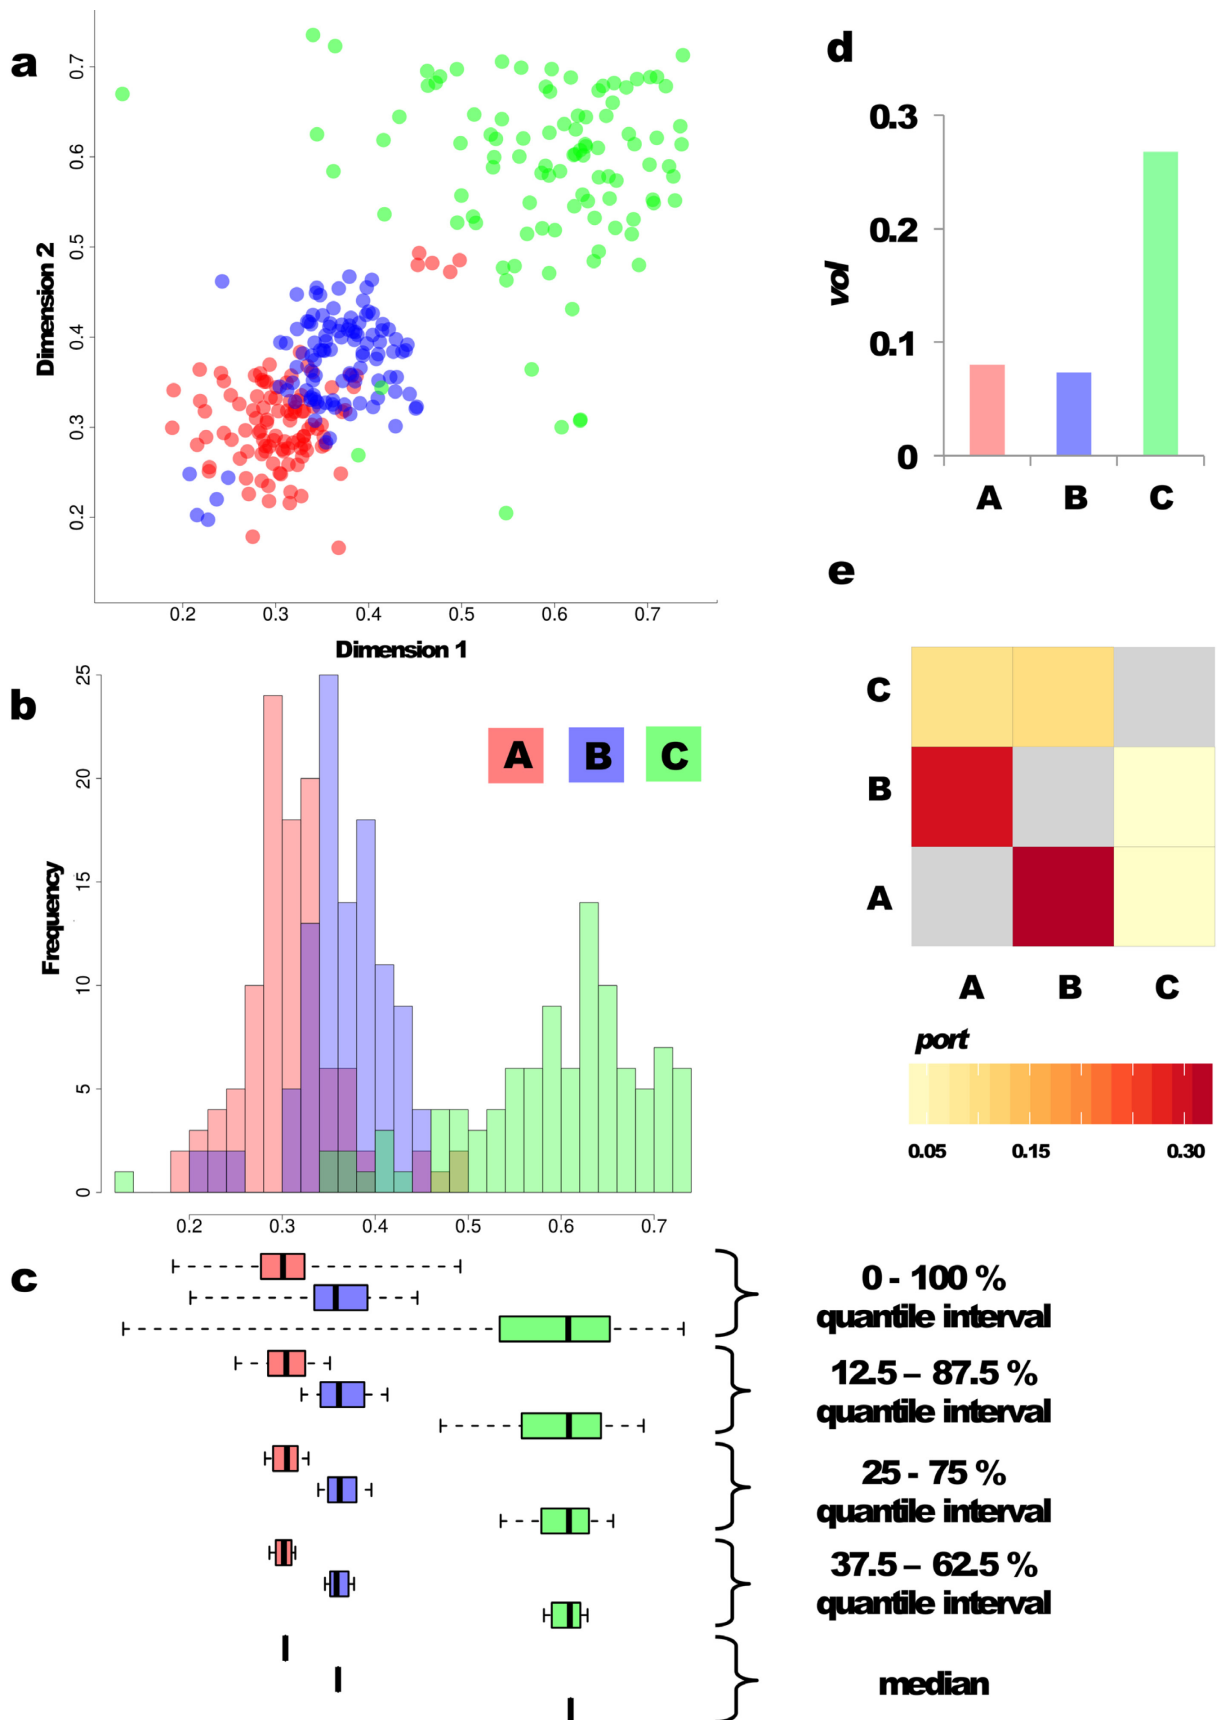 a
0.7
0.6
0.5
0.4
0.3
0.2
Dimension 2
0.2 0.3 0.4 0.5 0.6 0.7
Dimension 1
b
25
20
15
10
5
0
Frequency
A B C
0.2 0.3 0.4 0.5 0.6 0.7
c
0 - 100 %
quantile interval
12.5 – 87.5 %
quantile interval
25 - 75 %
quantile interval
37.5 – 62.5 %
quantile interval
median
d
0.3
0.2
0.1
0
vol
A B C
e
C
B
A
A B C
port
0.05 0.15 0.30